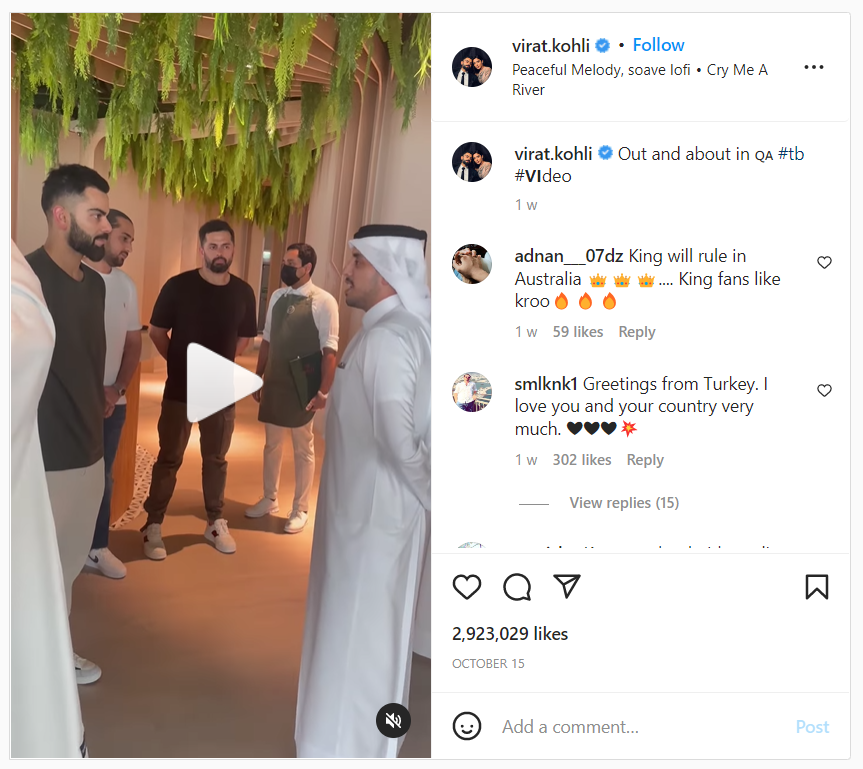 virat.kohli • Follow
Peaceful Melody, soave lofi • Cry Me A
River
virat.kohli Out and about in ǫᴀ #tb
#𝗩𝗜deo
1 w
adnan___07dz King will rule in
Australia 👑 👑 👑 .... King fans like
kroo🔥 🔥 🔥
1 w 59 likes Reply
smlknk1 Greetings from Turkey. I
love you and your country very
much. 🖤🖤🖤💥
1 w 302 likes Reply
View replies (15)
2,923,029 likes
OCTOBER 15
Add a comment... Post